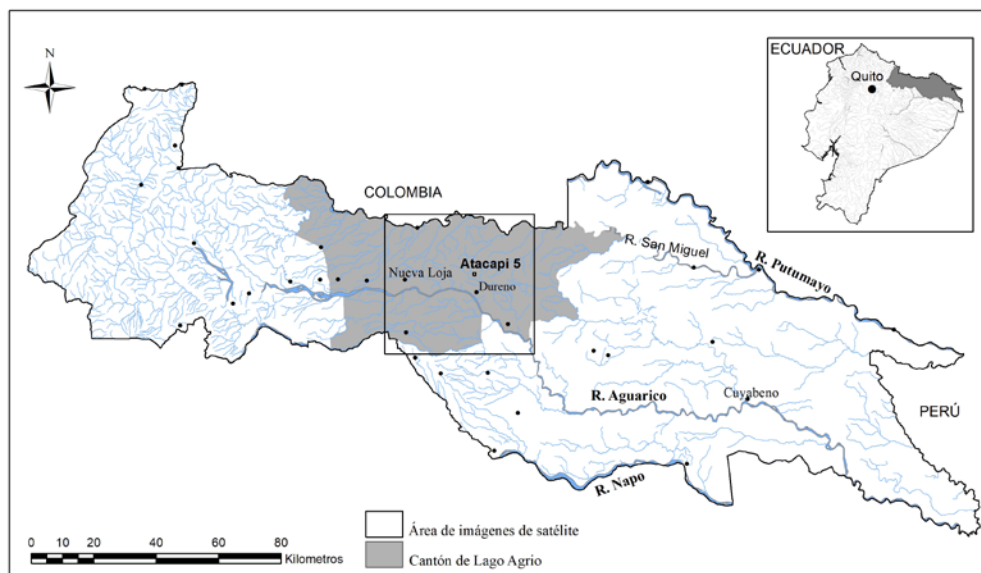 N
ECUADOR
Quito
COLOMBIA
R. San Miguel
R. Putumayo
Atacapi 5
Nueva Loja
Dureno
R. Aguarico
Cuyabeno
PERÚ
R. Napo
0 10 20 40 60 80
Kilometros
Área de imágenes de satélite
Cantón de Lago Agrio